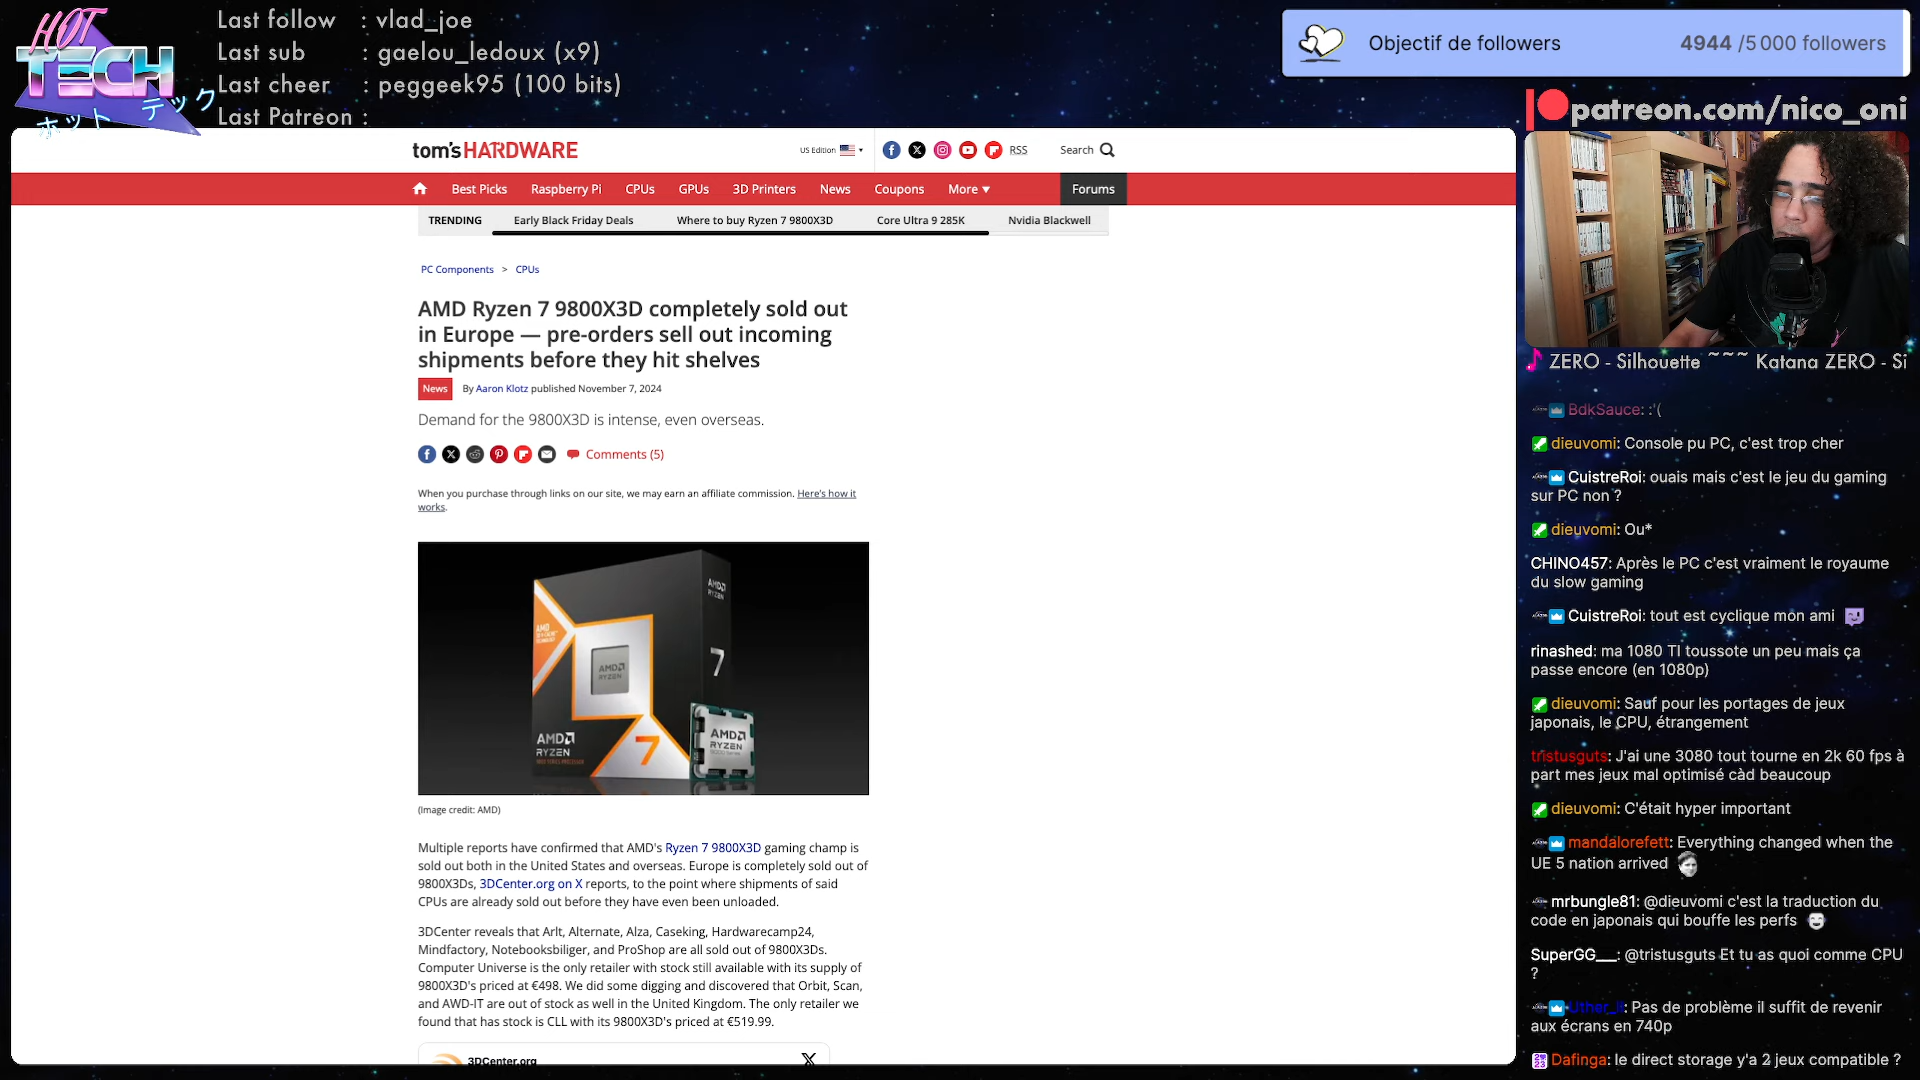 HOT
TECH
ホット テック
Last follow : vlad_joe
Last sub : gaelou_ledoux (x9)
Last cheer : peggeek95 (100 bits)
Last Patreon :
Objectif de followers 4944 /5 000 followers
patreon.com/nico_oni
tom's HARDWARE
US Edition
RSS
Search
Best Picks Raspberry Pi CPUs GPUs 3D Printers News Coupons More ▼ Forums
TRENDING Early Black Friday Deals Where to buy Ryzen 7 9800X3D Core Ultra 9 285K Nvidia Blackwell
PC Components > CPUs
AMD Ryzen 7 9800X3D completely sold out
in Europe — pre-orders sell out incoming
shipments before they hit shelves
News By Aaron Klotz published November 7, 2024
Demand for the 9800X3D is intense, even overseas.
Comments (5)
When you purchase through links on our site, we may earn an affiliate commission. Here's how it
works.
AMD
RYZEN
AMD
7
AMD
RYZEN
AMD
RYZEN
7
AMD
RYZEN
(Image credit: AMD)
Multiple reports have confirmed that AMD's Ryzen 7 9800X3D gaming champ is
sold out both in the United States and overseas. Europe is completely sold out of
9800X3Ds, 3DCenter.org on X reports, to the point where shipments of said
CPUs are already sold out before they have even been unloaded.
3DCenter reveals that Arlt, Alternate, Alza, Caseking, Hardwarecamp24,
Mindfactory, Notebooksbiliger, and ProShop are all sold out of 9800X3Ds.
Computer Universe is the only retailer with stock still available with its supply of
9800X3D's priced at €498. We did some digging and discovered that Orbit, Scan,
and AWD-IT are out of stock as well in the United Kingdom. The only retailer we
found that has stock is CLL with its 9800X3D's priced at €519.99.
3DCenter.org
ZERO - Silhouette ~~~ Katana ZERO - Si
BdkSauce: :'(
dieuvomi: Console pu PC, c'est trop cher
CuistreRoi: ouais mais c'est le jeu du gaming
sur PC non ?
dieuvomi: Ou*
CHINO457: Après le PC c'est vraiment le royaume
du slow gaming
CuistreRoi: tout est cyclique mon ami
rinashed: ma 1080 TI toussote un peu mais ça
passe encore (en 1080p)
dieuvomi: Sauf pour les portages de jeux
japonais, le CPU, étrangement
tristusguts: J'ai une 3080 tout tourne en 2k 60 fps à
part mes jeux mal optimisé càd beaucoup
dieuvomi: C'était hyper important
mandalorefett: Everything changed when the
UE 5 nation arrived
mrbungle81: @dieuvomi c'est la traduction du
code en japonais qui bouffe les perfs
SuperGG___: @tristusguts Et tu as quoi comme CPU
?
Pas de problème il suffit de revenir
aux écrans en 740p
Dafinga: le direct storage y'a 2 jeux compatible ?